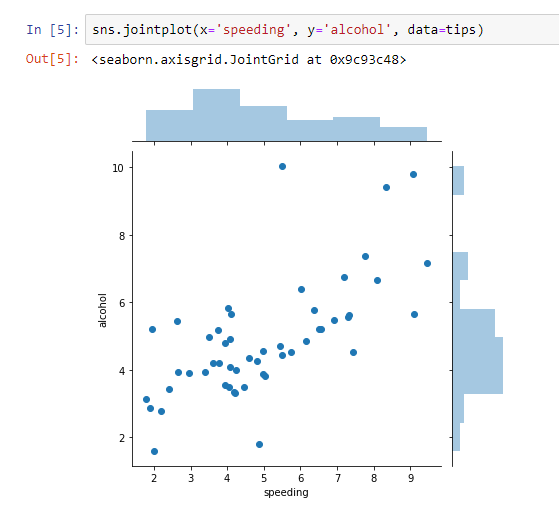 In [5]: sns.jointplot(x='speeding', y='alcohol', data=tips)
Out[5]: <seaborn.axisgrid.JointGrid at 0x9c93c48>
10
8
6
4
2
alcohol
2 3 4 5 6 7 8 9
speeding